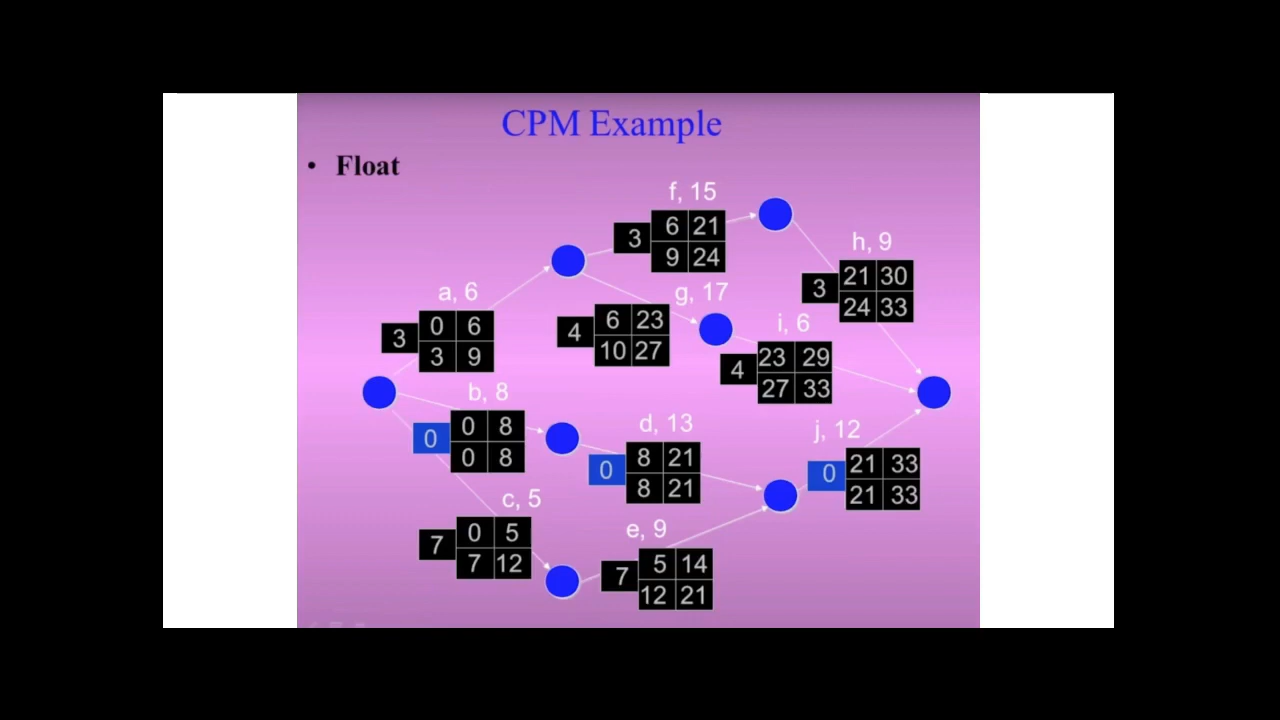 CPM Example
• Float
f, 15
3 6 21
9 24
h, 9
3 21 30
24 33
a, 6
3 0 6
3 9
g, 17
4 6 23
10 27
i, 6
4 23 29
27 33
b, 8
0 0 8
0 8
d, 13
0 8 21
8 21
j, 12
0 21 33
21 33
c, 5
7 0 5
7 12
e, 9
7 5 14
12 21